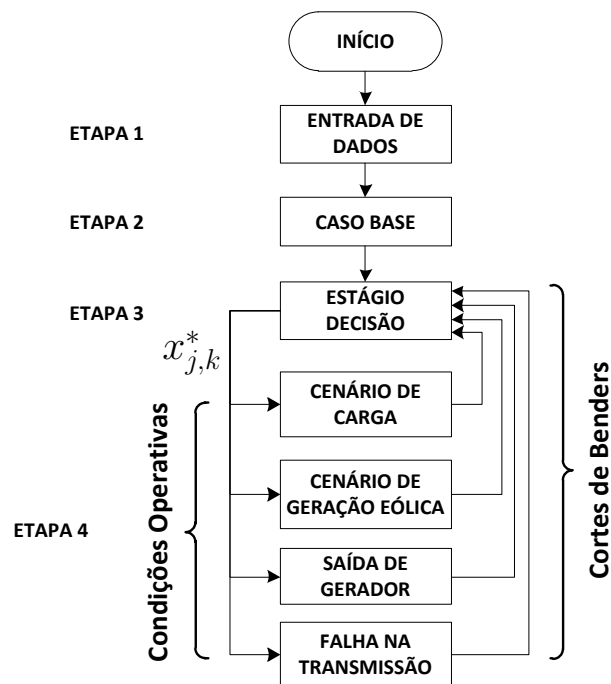 INÍCIO
ETAPA 1
ENTRADA DE
DADOS
ETAPA 2
CASO BASE
ETAPA 3
ESTÁGIO
DECISÃO
x*j,k
CENÁRIO DE
CARGA
CENÁRIO DE
GERAÇÃO EÓLICA
ETAPA 4
SAÍDA DE
GERADOR
FALHA NA
TRANSMISSÃO
Condições Operativas
Cortes de Benders